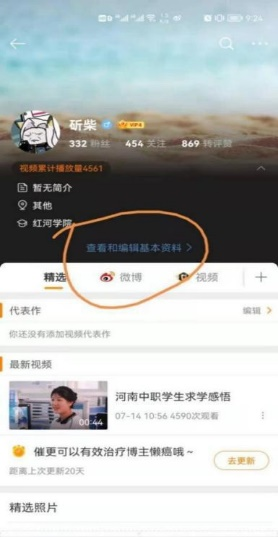 9:24
斫柴
332 粉丝 454 关注 869 转评赞
视频累计播放量4561
暂无简介
其他
红河学院
查看和编辑基本资料 >
精选 微博 视频 +
代表作 编辑 >
你还没有添加视频代表作
最新视频
河南中职学生求学感悟
07-14 10:56 4590次观看
00:44
催更可以有效治疗博主懒癌哦~
距离上次更新20天
去更新
精选照片